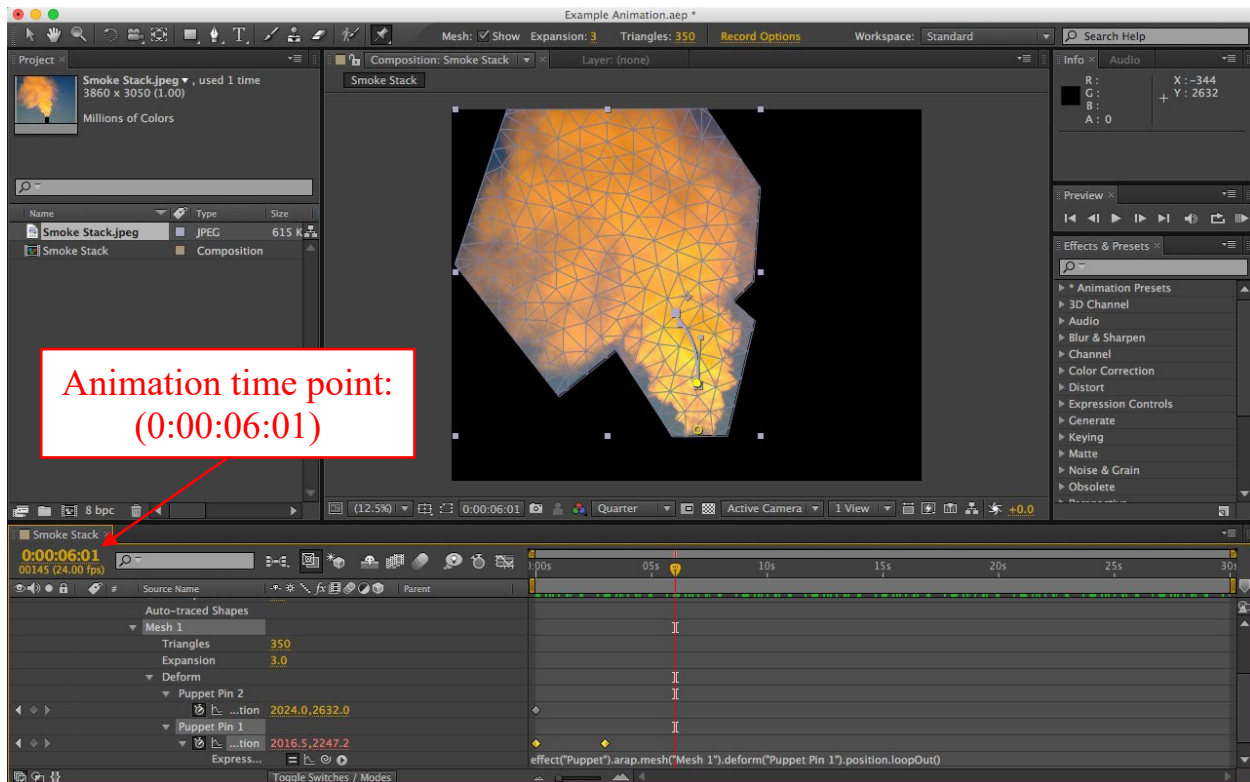 Example Animation.aep *
Mesh: Show Expansion: 3 Triangles: 350 Record Options Workspace: Standard Search Help
Project × Composition: Smoke Stack × Layer: (none) Info × Audio
Smoke Stack.jpeg , used 1 time
3860 x 3050 (1.00)
Millions of Colors
Smoke Stack
R :
G :
B :
A : 0
X : -344
+ Y : 2632
Name Type Size
Smoke Stack.jpeg JPEG 615 K
Smoke Stack Composition
Preview ×
Effects & Presets ×
* Animation Presets
3D Channel
Audio
Blur & Sharpen
Channel
Color Correction
Distort
Expression Controls
Generate
Keying
Matte
Noise & Grain
Obsolete
Animation time point:
(0:00:06:01)
8 bpc
(12.5%) 0:00:06:01 Quarter Active Camera 1 View +0.0
Smoke Stack ×
0:00:06:01
00145 (24.00 fps)
):00s 05s 10s 15s 20s 25s 30s
# Source Name fx Parent
Auto-traced Shapes
Mesh 1
Triangles 350
Expansion 3.0
Deform
Puppet Pin 2
...tion 2024.0,2632.0
Puppet Pin 1
...tion 2016.5,2247.2
Express... effect("Puppet").arap.mesh("Mesh 1").deform("Puppet Pin 1").position.loopOut()
Toggle Switches / Modes